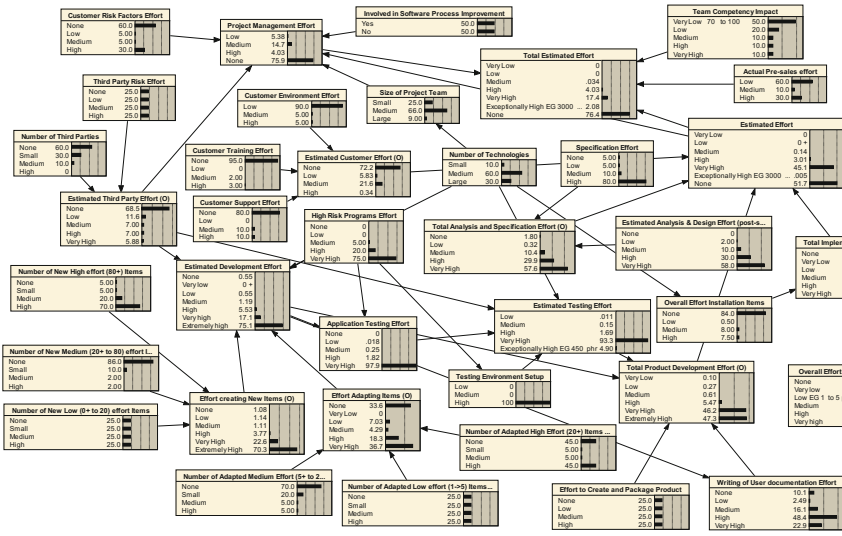 Customer Risk Factors Effort
None 60.0
Low 5.00
Medium 5.00
High 30.0
Project Management Effort
Low 5.38
Medium 14.7
High 4.03
None 75.9
Involved in Software Process Improvement
Yes 50.0
No 50.0
Team Competency Impact
Very Low 70 to 100 50.0
Low 20.0
Medium 10.0
High 10.0
Very High 10.0
Total Estimated Effort
Very Low 0
Low 0
Medium .034
High 4.03
Very High 17.4
Exceptionally High EG 3000 ... 2.08
None 76.4
Actual Pre-sales effort
Low 60.0
Medium 10.0
High 30.0
Third Party Risk Effort
None 25.0
Low 25.0
Medium 25.0
High 25.0
Customer Environment Effort
Low 90.0
Medium 5.00
High 5.00
Size of Project Team
Small 25.0
Medium 66.0
Large 9.00
Estimated Effort
Very Low 0
Low 0 +
Medium 0.14
High 3.01
Very High 45.1
Exceptionally High EG 3000 ... .005
None 51.7
Number of Third Parties
None 60.0
Small 30.0
Medium 10.0
High 0
Customer Training Effort
None 95.0
Low 0
Medium 2.00
High 3.00
Estimated Customer Effort (O)
None 72.2
Low 5.83
Medium 21.6
High 0.34
Number of Technologies
Small 10.0
Medium 60.0
Large 30.0
Specification Effort
None 5.00
Low 5.00
Medium 10.0
High 80.0
Estimated Third Party Effort (O)
None 68.5
Low 11.6
Medium 7.00
High 7.00
Very High 5.88
Customer Support Effort
None 80.0
Low 0
Medium 10.0
High 10.0
High Risk Programs Effort
None 0
Low 0
Medium 5.00
High 20.0
Very High 75.0
Total Analysis and Specification Effort (O)
None 1.80
Low 0.32
Medium 10.4
High 29.9
Very High 57.6
Estimated Analysis & Design Effort (post-s...
None 0
Low 2.00
Medium 10.0
High 30.0
Very High 58.0
Total Implem
None
Very Low
Low
Medium
High
Very High
Number of New High effort (80+) Items
None 5.00
Small 5.00
Medium 20.0
High 70.0
Estimated Development Effort
None 0.55
Very low 0 +
Low 0.55
Medium 1.19
High 5.53
Very high 17.1
Extremely high 75.1
Application Testing Effort
None 0
Low .018
Medium 0.25
High 1.82
Very High 97.9
Estimated Testing Effort
Low .011
Medium 0.15
High 1.69
Very High 93.3
Exceptionally High EG 450 phr 4.90
Overall Effort Installation Items
None 84.0
Low 0.50
Medium 8.00
High 7.50
Number of New Medium (20+ to 80) effort I...
None 86.0
Small 10.0
Medium 2.00
High 2.00
Testing Environment Setup
Low 0
Medium 0
High 100
Total Product Development Effort (O)
Very Low 0.10
Low 0.27
Medium 0.61
High 5.47
Very High 46.2
Extremely High 47.3
Overall Effort
None
Very low
Low EG 1 to 5
Medium
High
Number of New Low (0+ to 20) effort Items
None 25.0
Small 25.0
Medium 25.0
High 25.0
Effort creating New Items (O)
None 1.08
Low 1.14
Medium 1.11
High 3.77
Very High 22.6
Extremely High 70.3
Effort Adapting Items (O)
None 33.6
Low 7.03
Medium 4.29
High 18.3
Very High 36.7
Number of Adapted High Effort (20+) Items ...
None 45.0
Small 5.00
Medium 5.00
High 45.0
Number of Adapted Medium Effort (5+ to 2...
None 70.0
Small 20.0
Medium 5.00
High 5.00
Number of Adapted Low effort (1->5) Items...
None 25.0
Small 25.0
Medium 25.0
High 25.0
Effort to Create and Package Product
None 25.0
Low 25.0
Medium 25.0
High 25.0
Writing of User documentation Effort
None 10.1
Low 2.49
Medium 16.1
High 48.4
Very High 22.9